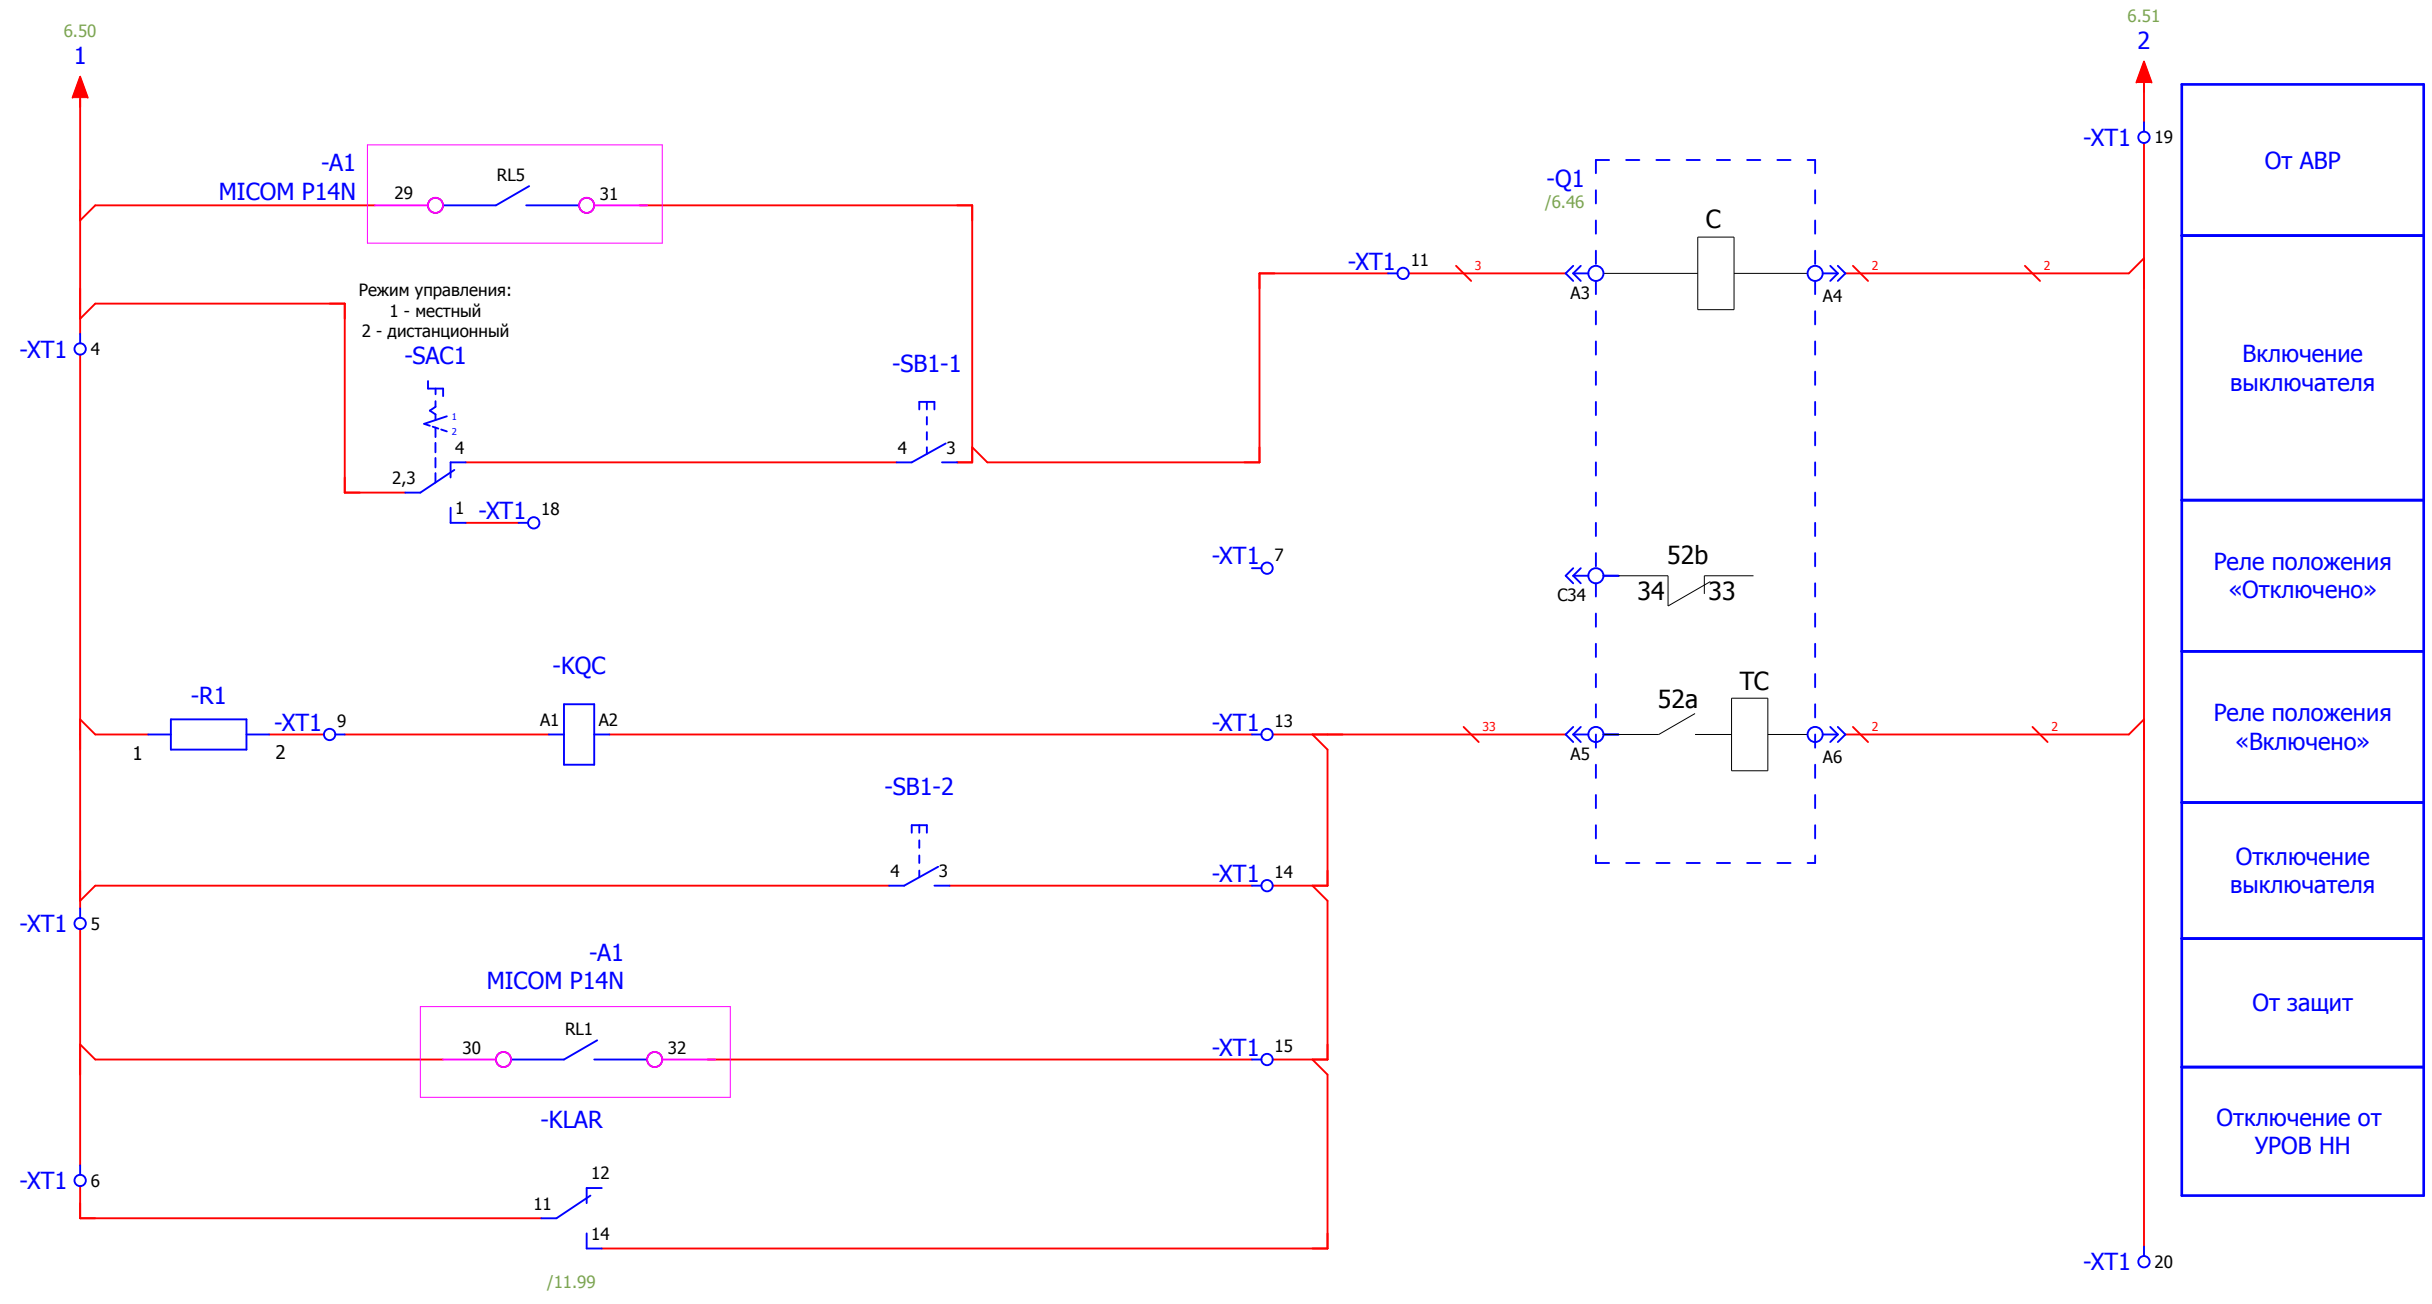 6.50
1
6.51
2
-XT1 19
-A1
MICOM P14N
29
RL5
31
От АВР
-Q1
/6.46
C
-XT1 11
3
A3
A4
2
2
Режим управления:
1 - местный
2 - дистанционный
-SAC1
1
2
-XT1 4
-SB1-1
2,3
4
4
3
1
-XT1 18
Включение
выключателя
-XT1 7
C34
52b
34
33
Реле положения
«Отключено»
-R1
1
2
-XT1 9
-KQC
A1
A2
-XT1 13
33
A5
52a
TC
A6
2
2
Реле положения
«Включено»
-SB1-2
4
3
-XT1 14
-XT1 5
Отключение
выключателя
-A1
MICOM P14N
30
RL1
32
-XT1 15
От защит
-KLAR
-XT1 6
11
12
14
/11.99
Отключение от
УРОВ НН
-XT1 20